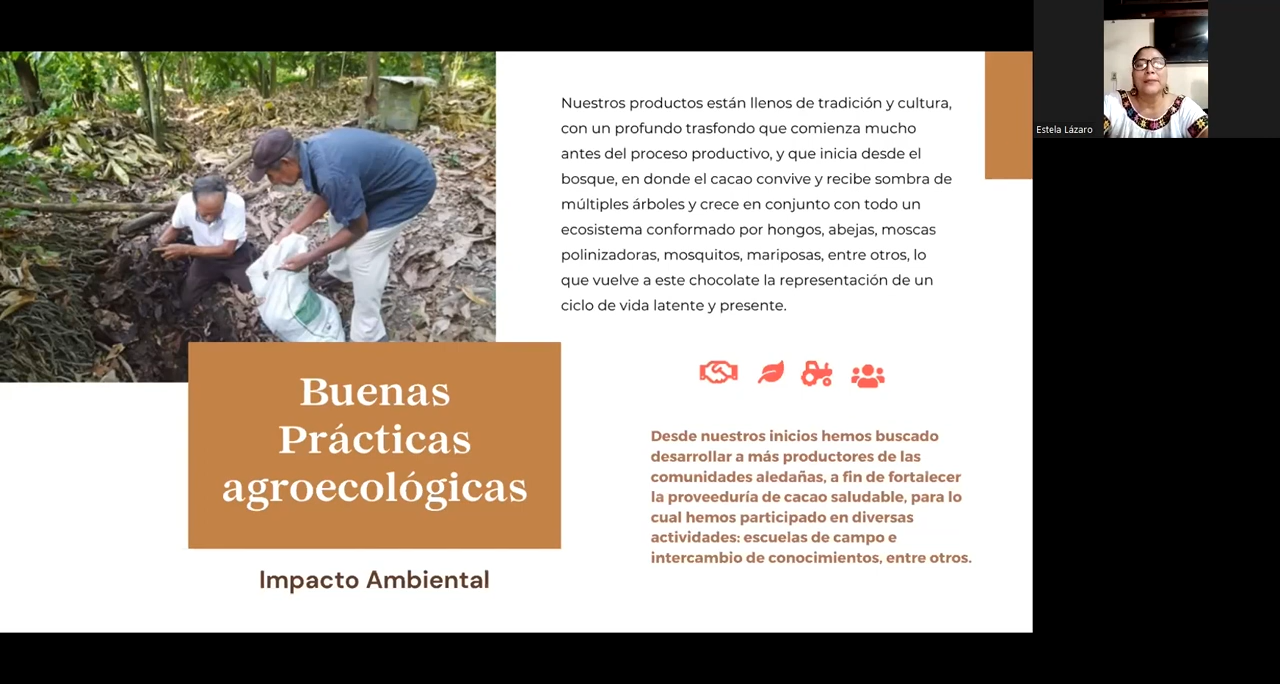 Nuestros productos están llenos de tradición y cultura,
con un profundo trasfondo que comienza mucho
antes del proceso productivo, y que inicia desde el
bosque, en donde el cacao convive y recibe sombra de
múltiples árboles y crece en conjunto con todo un
ecosistema conformado por hongos, abejas, moscas
polinizadoras, mosquitos, mariposas, entre otros, lo
que vuelve a este chocolate la representación de un
ciclo de vida latente y presente.
Buenas
Prácticas
agroecológicas
Impacto Ambiental
Desde nuestros inicios hemos buscado
desarrollar a más productores de las
comunidades aledañas, a fin de fortalecer
la proveeduría de cacao saludable, para lo
cual hemos participado en diversas
actividades: escuelas de campo e
intercambio de conocimientos, entre otros.
Estela Lázaro